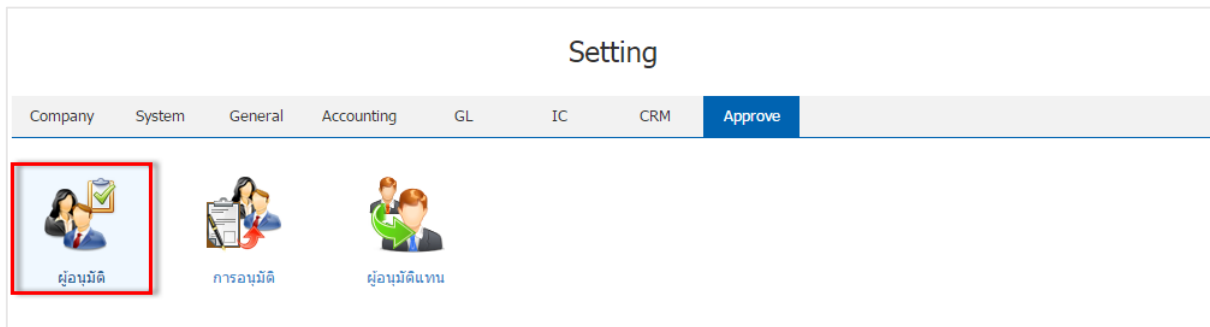 Setting
Company System General Accounting GL IC CRM Approve
ผู้อนุมัติ การอนุมัติ ผู้อนุมัติแทน